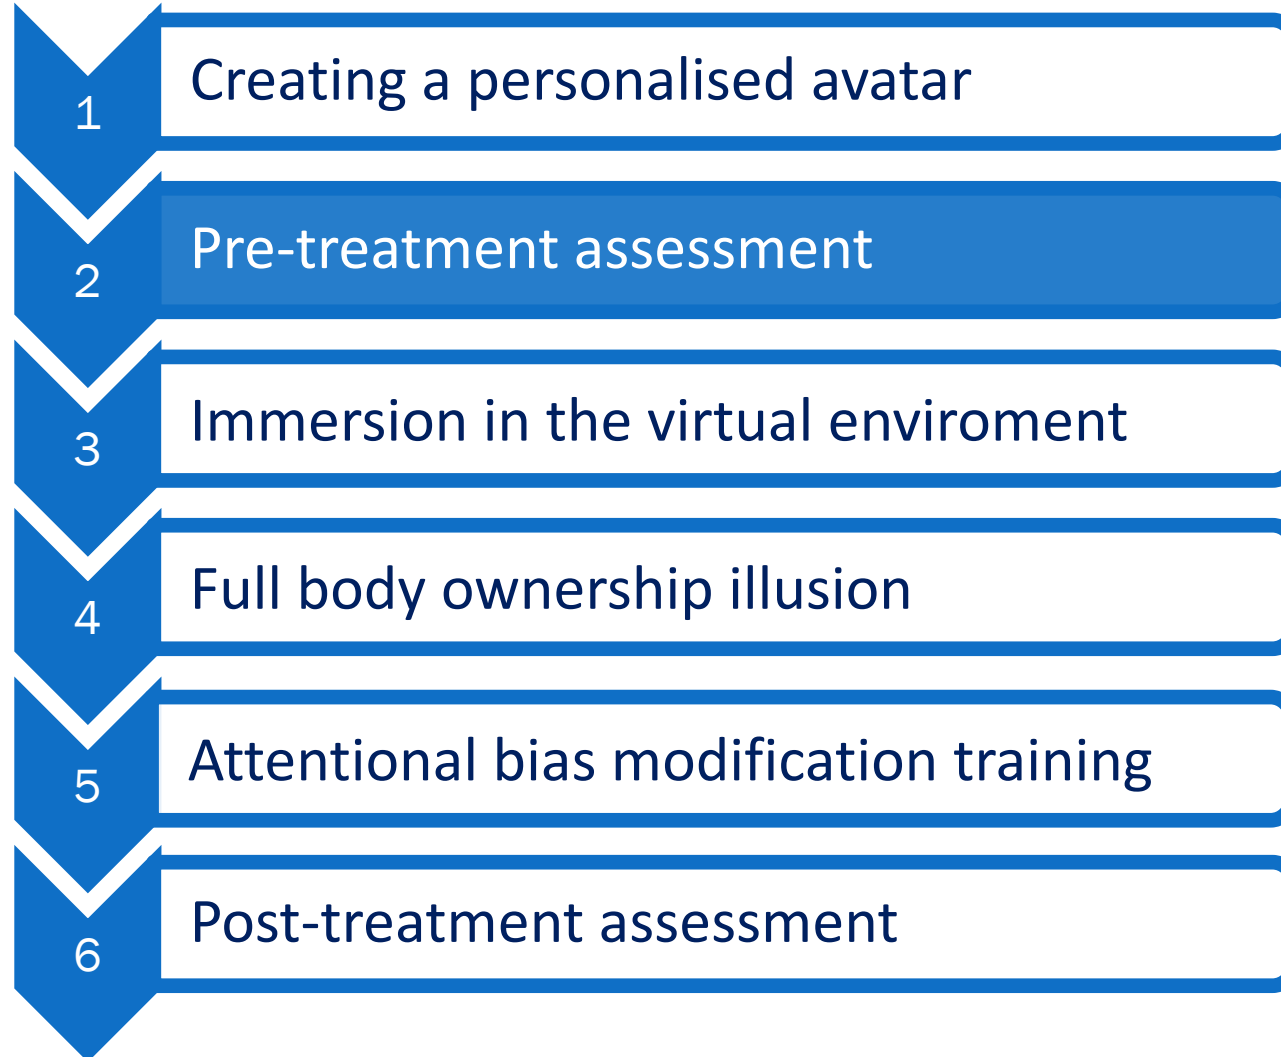 1
Creating a personalised avatar
2
Pre-treatment assessment
3
Immersion in the virtual enviroment
4
Full body ownership illusion
5
Attentional bias modification training
6
Post-treatment assessment